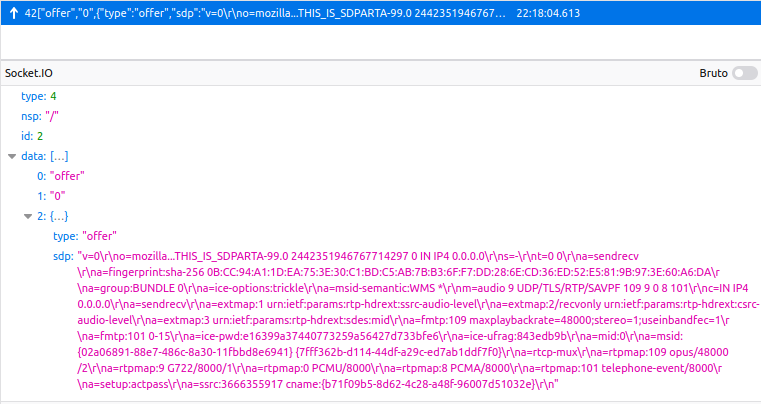 42["offer","0",{"type":"offer","sdp":"v=0\r\no=mozilla...THIS_IS_SDPARTA-99.0 2442351946767... 22:18:04.613
Socket.IO Bruto
type: 4
nsp: "/"
id: 2
data: […]
0: "offer"
1: "0"
2: {…}
type: "offer"
sdp: "v=0\r\no=mozilla...THIS_IS_SDPARTA-99.0 2442351946767714297 0 IN IP4 0.0.0.0\r\ns=-\r\nt=0 0\r\na=sendrecv
\r\na=fingerprint:sha-256 0B:CC:94:A1:1D:EA:75:3E:30:C1:BD:C5:AB:7B:B3:6F:F7:DD:28:6E:CD:36:ED:52:E5:81:9B:97:3E:60:A6:DA\r
\na=group:BUNDLE 0\r\na=ice-options:trickle\r\na=msid-semantic:WMS *\r\nm=audio 9 UDP/TLS/RTP/SAVPF 109 9 0 8 101\r\nc=IN IP4
0.0.0.0\r\na=sendrecv\r\na=extmap:1 urn:ietf:params:rtp-hdrext:ssrc-audio-level\r\na=extmap:2/recvonly urn:ietf:params:rtp-hdrext:csrc-
audio-level\r\na=extmap:3 urn:ietf:params:rtp-hdrext:sdes:mid\r\na=fmtp:109 maxplaybackrate=48000;stereo=1;useinbandfec=1\r
\na=fmtp:101 0-15\r\na=ice-pwd:e16399a37440773259a56427d733bfe6\r\na=ice-ufrag:843edb9b\r\na=mid:0\r\na=msid:
{02a06891-88e7-486c-8a30-11fbbd8e6941} {7fff362b-d114-44df-a29c-ed7ab1ddf7f0}\r\na=rtcp-mux\r\na=rtpmap:109 opus/48000
/2\r\na=rtpmap:9 G722/8000/1\r\na=rtpmap:0 PCMU/8000\r\na=rtpmap:8 PCMA/8000\r\na=rtpmap:101 telephone-event/8000\r
\na=setup:actpass\r\na=ssrc:3666355917 cname:{b71f09b5-8d62-4c28-a48f-96007d51032e}\r\n"